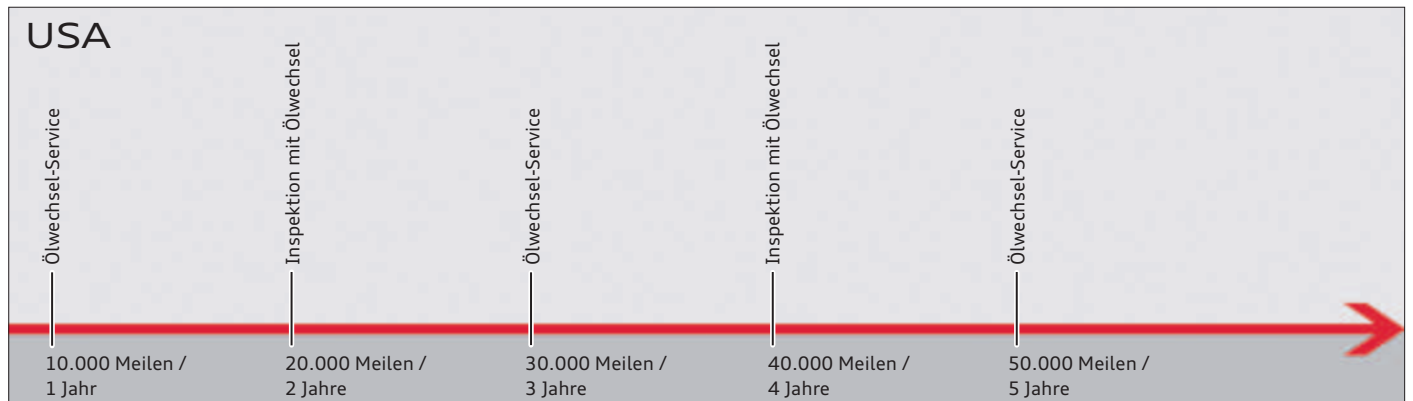 USA
Ölwechsel-Service
Inspektion mit Ölwechsel
Ölwechsel-Service
Inspektion mit Ölwechsel
Ölwechsel-Service
10.000 Meilen /
1 Jahr
20.000 Meilen /
2 Jahre
30.000 Meilen /
3 Jahre
40.000 Meilen /
4 Jahre
50.000 Meilen /
5 Jahre